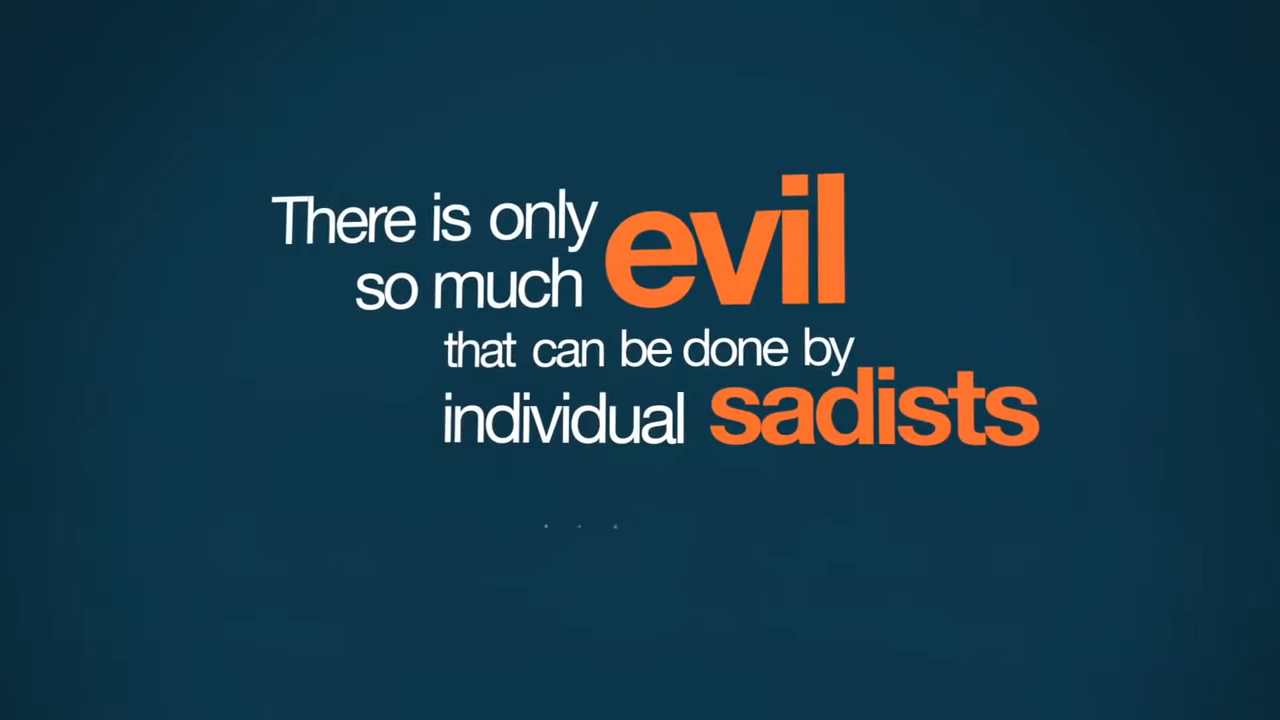 There is only
so much evil
that can be done by
individual sadists